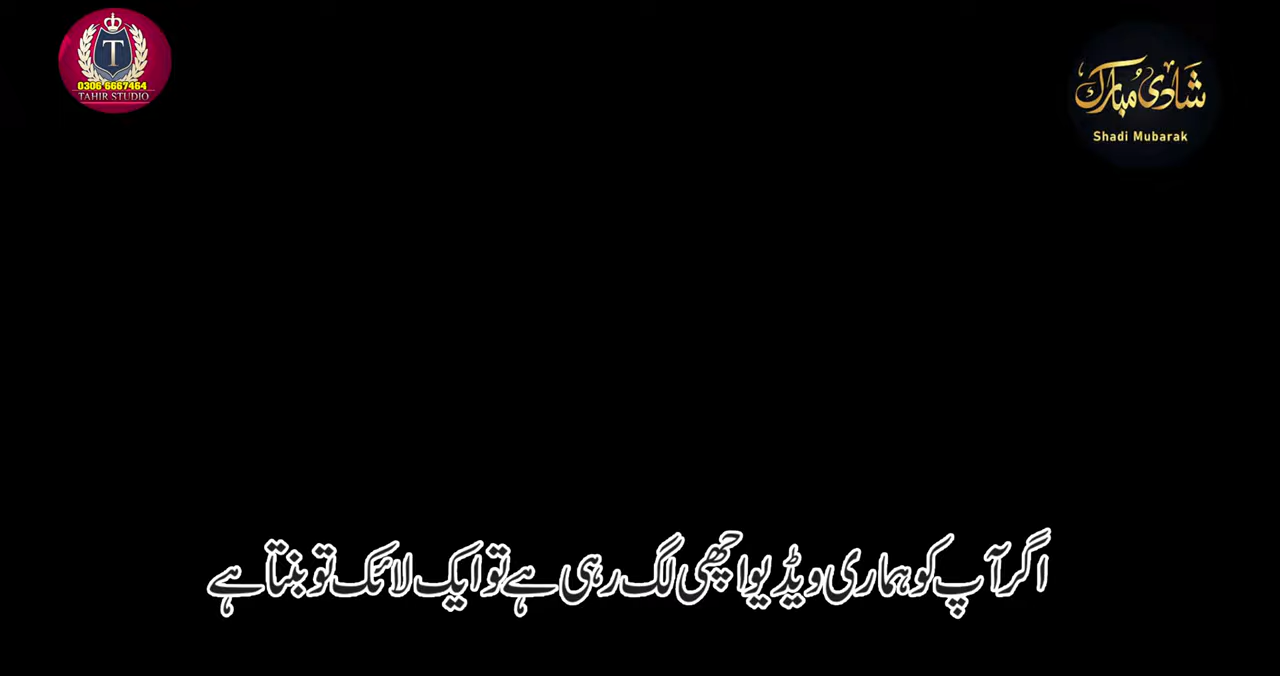 T
0306 6667464
TAHIR STUDIO
شادی مبارک
Shadi Mubarak
اگر آپ کو ہماری ویڈیو اچھی لگ رہی ہے تو ایک لائک تو بنتا ہے